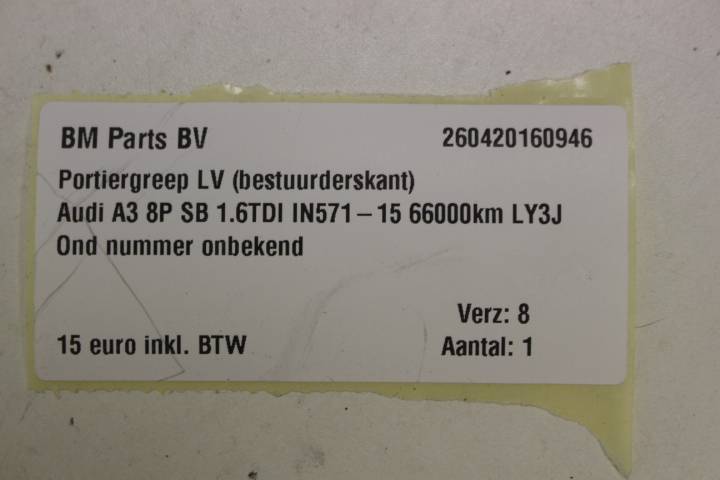 BM Parts BV 260420160946
Portiergreep LV (bestuurderskant)
Audi A3 8P SB 1.6TDI IN571-15 66000km LY3J
Ond nummer onbekend
Verz: 8
15 euro inkl. BTW Aantal: 1